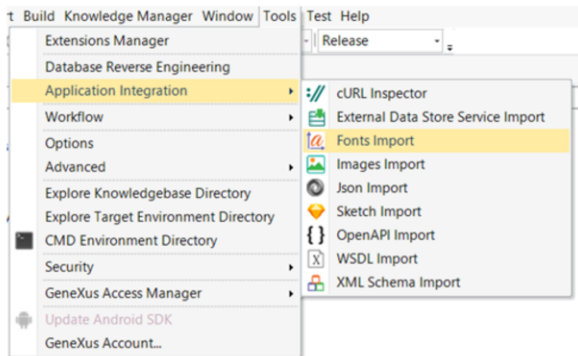 Build Knowledge Manager Window Tools Test Help
Release
Extensions Manager
Database Reverse Engineering
Application Integration
Workflow
Options
Advanced
Explore Knowledgebase Directory
Explore Target Environment Directory
CMD Environment Directory
Security
GeneXus Access Manager
Update Android SDK
GeneXus Account...
cURL Inspector
External Data Store Service Import
Fonts Import
Images Import
Json Import
Sketch Import
OpenAPI Import
WSDL Import
XML Schema Import